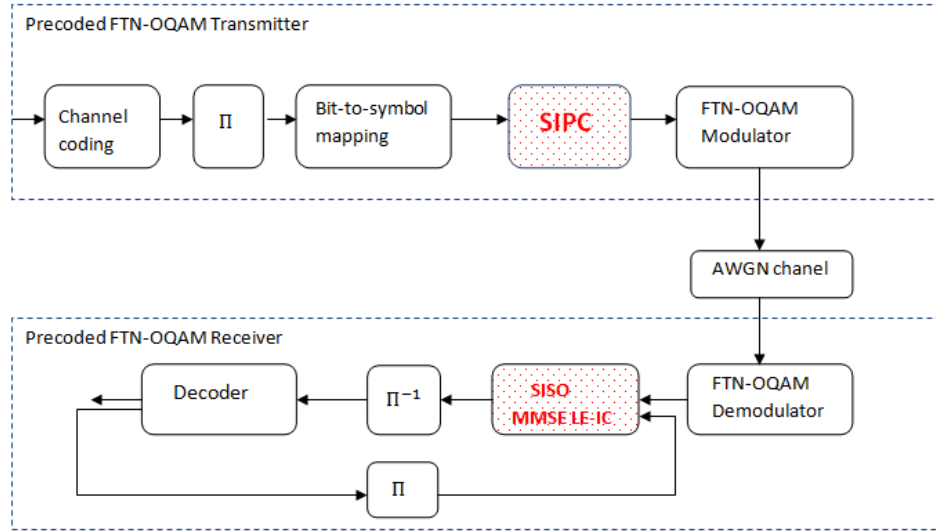 Precoded FTN-OQAM Transmitter
Channel
coding
Π
Bit-to-symbol
mapping
SIPC
FTN-OQAM
Modulator
AWGN chanel
Precoded FTN-OQAM Receiver
Decoder
Π⁻¹
SISO
MMSE LE-IC
FTN-OQAM
Demodulator
Π